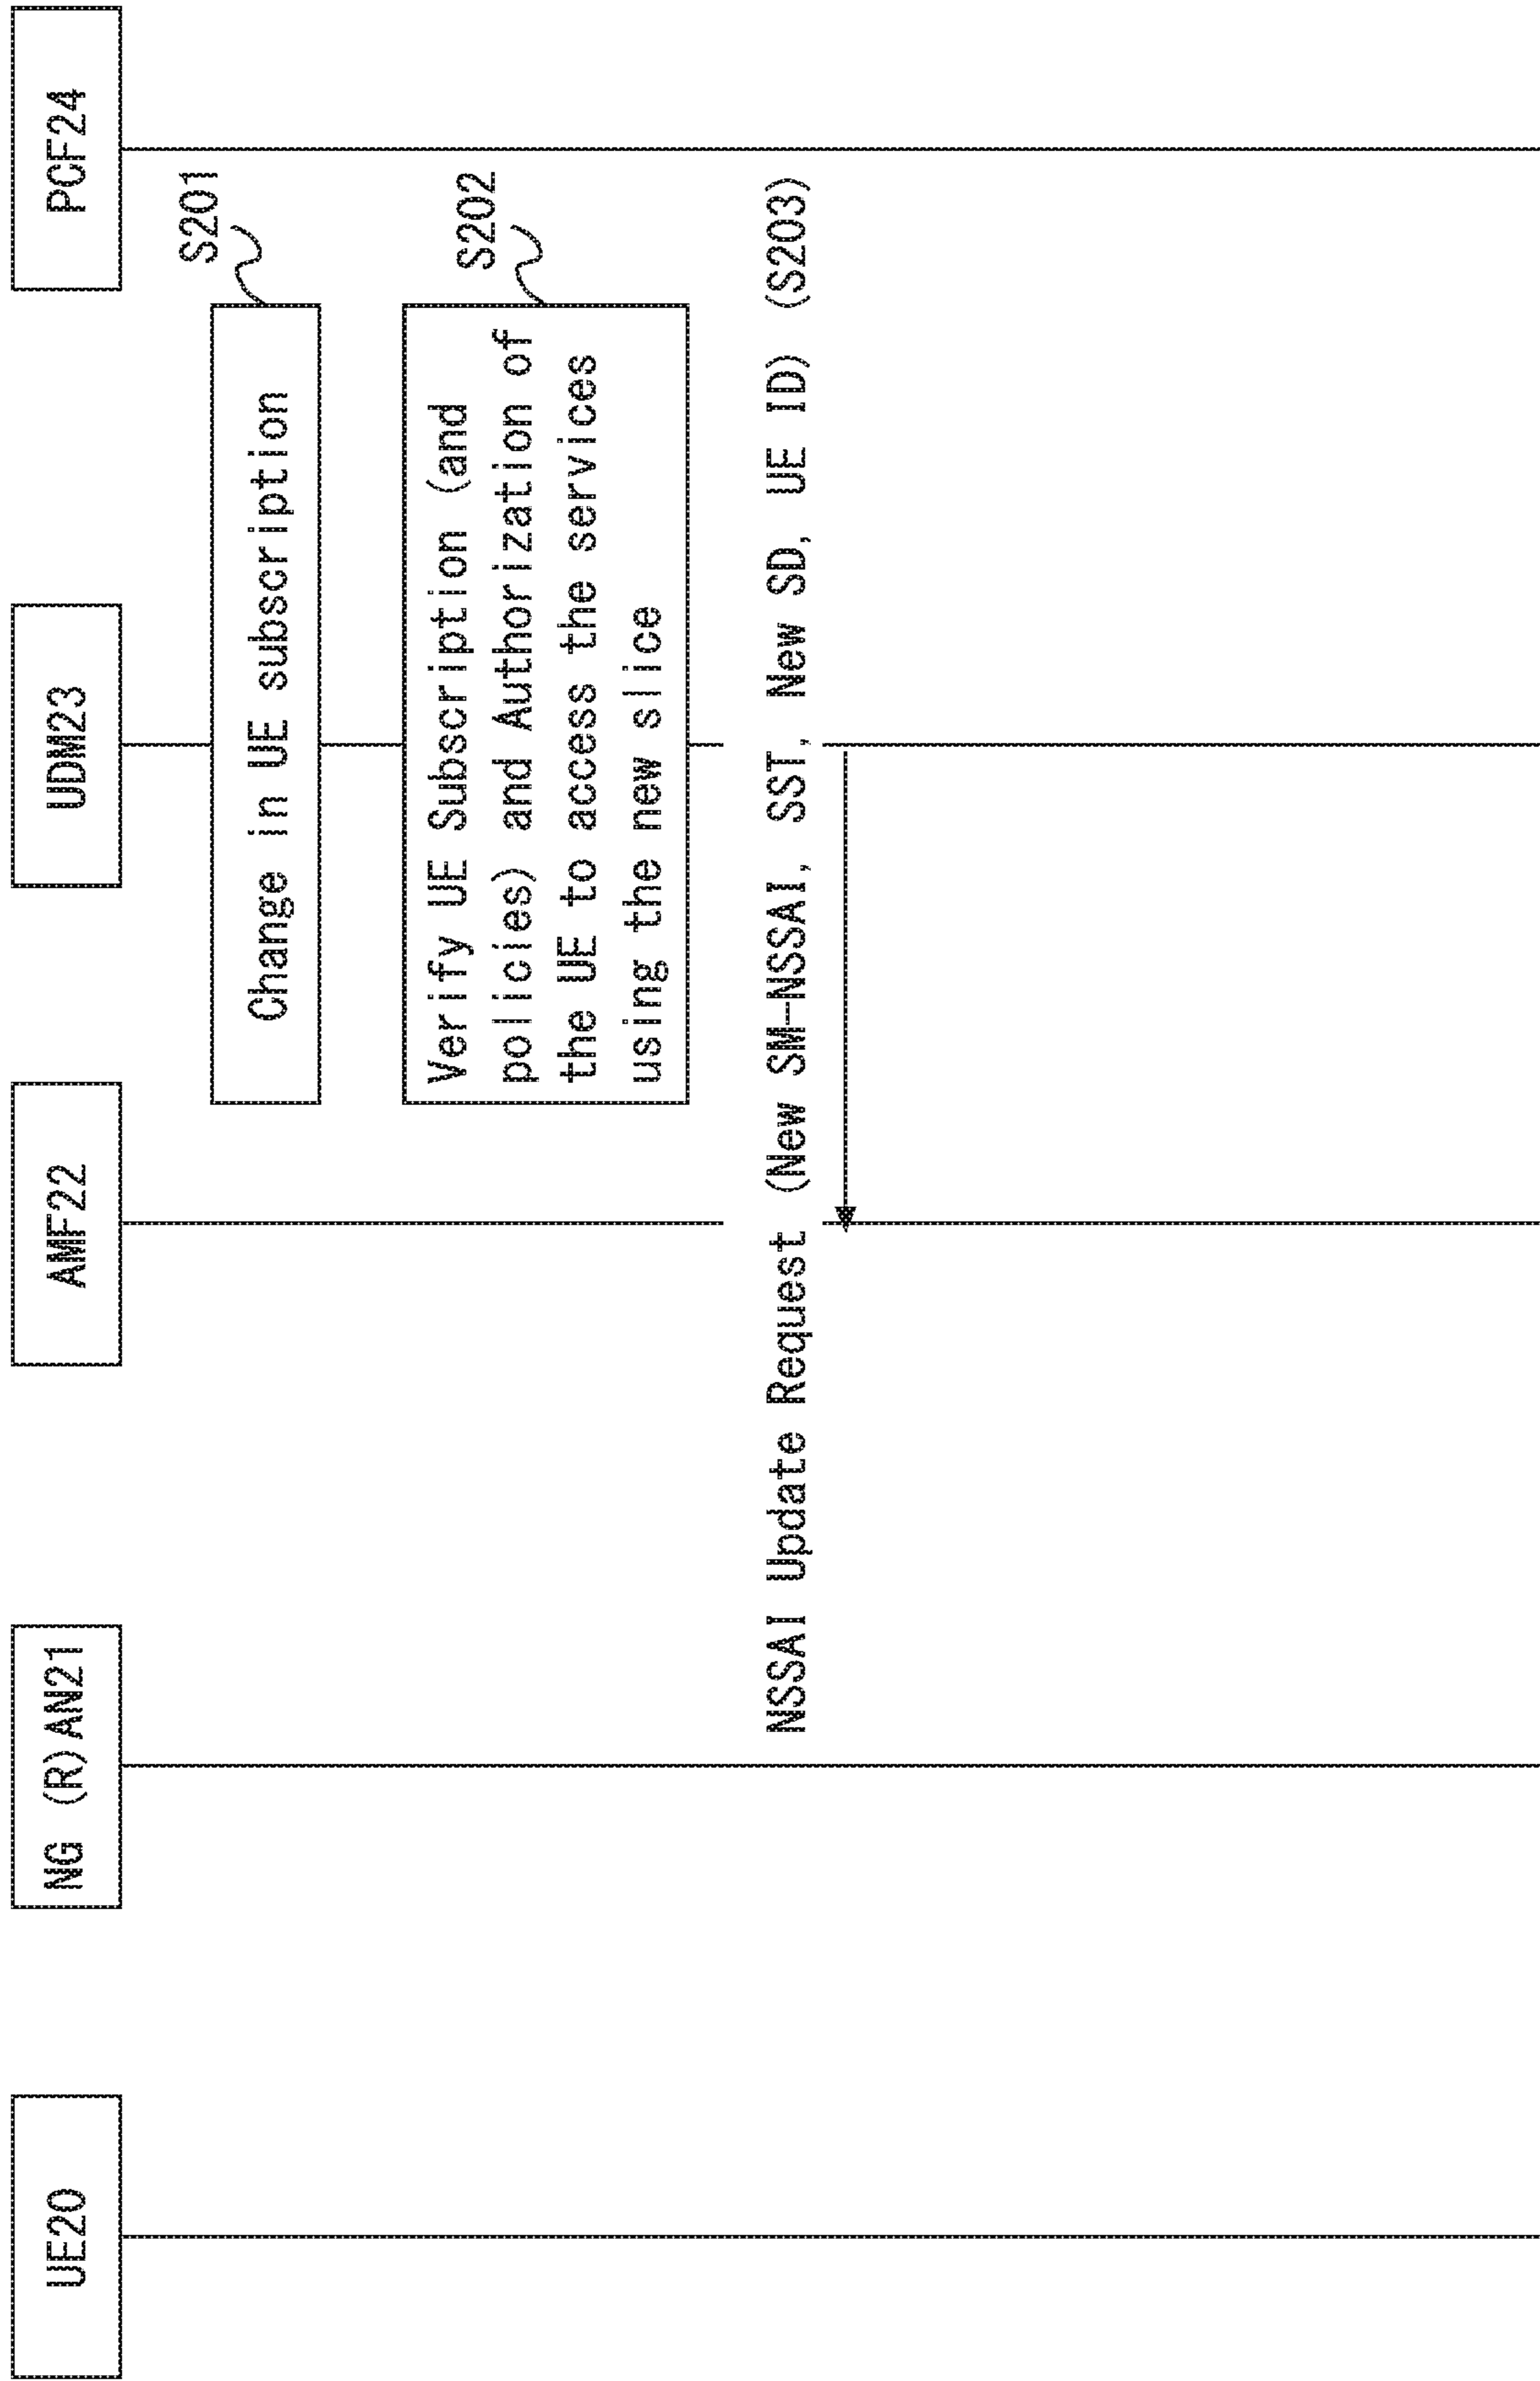 UE20
NG (R) AN21
AMF22
UDM23
PCF24
S201
Change in UE subscription
S202
Verify UE Subscription (and
policies) and Authorization of
the UE to access the services
using the new slice
NSSAI Update Request (New SM-NSSAI, SST, New SD, UE ID) (S203)